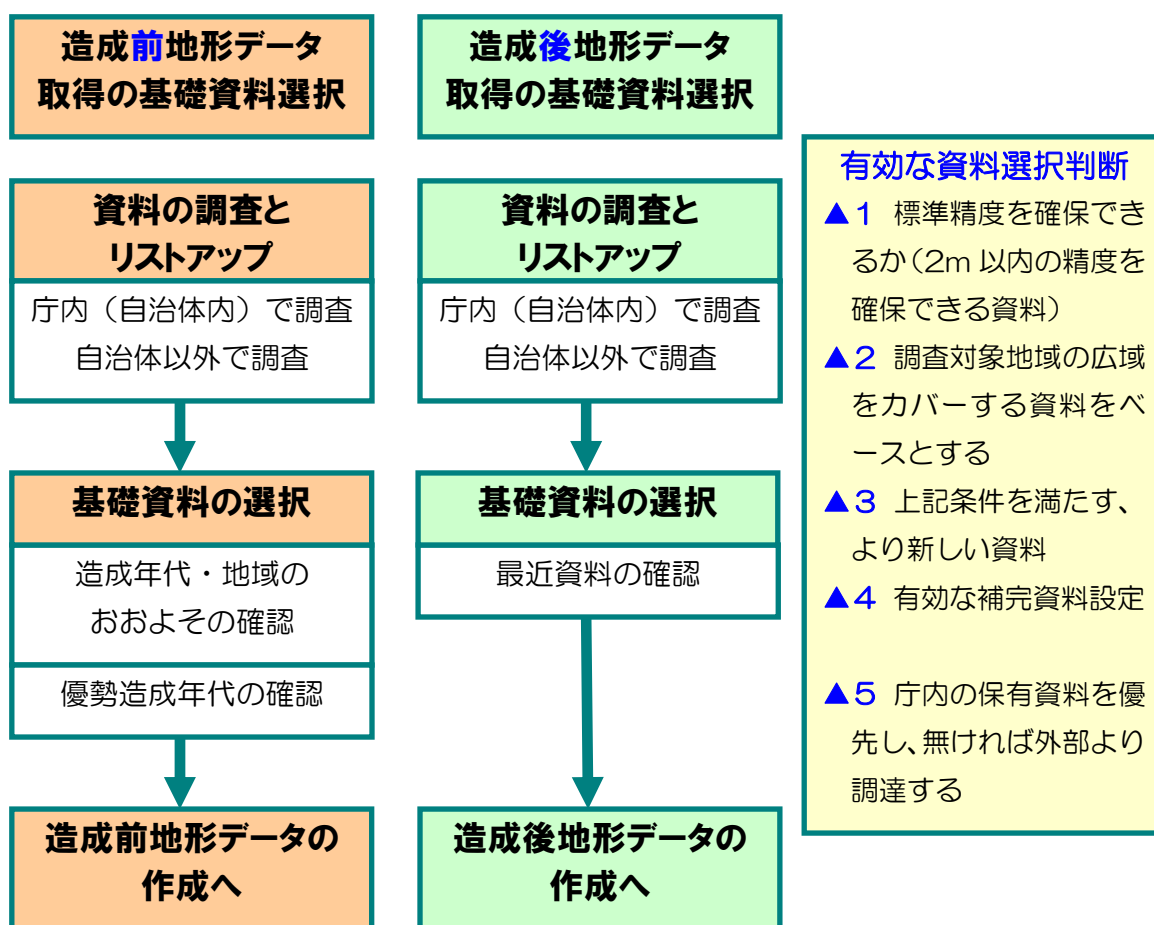 造成前地形データ
取得の基礎資料選択
資料の調査と
リストアップ
庁内（自治体内）で調査
自治体以外で調査
基礎資料の選択
造成年代・地域の
おおよその確認
優勢造成年代の確認
造成前地形データの
作成へ
造成後地形データ
取得の基礎資料選択
資料の調査と
リストアップ
庁内（自治体内）で調査
自治体以外で調査
基礎資料の選択
最近資料の確認
造成後地形データの
作成へ
有効な資料選択判断
▲１ 標準精度を確保でき
るか（2m 以内の精度を
確保できる資料）
▲２ 調査対象地域の広域
をカバーする資料をベ
ースとする
▲３ 上記条件を満たす、
より新しい資料
▲４ 有効な補完資料設定
▲５ 庁内の保有資料を優
先し、無ければ外部より
調達する